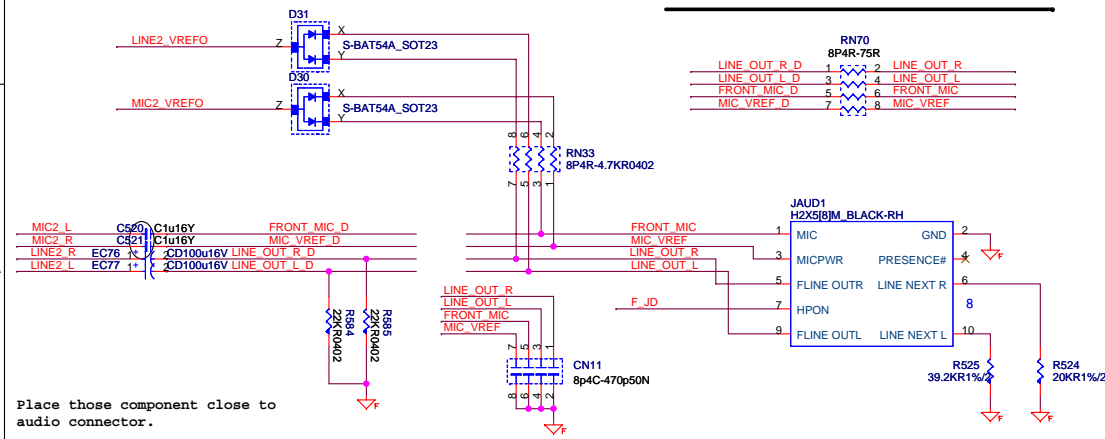 D31
LINE2_VREFO
Z
X
Y
S-BAT54A_SOT23
D30
MIC2_VREFO
Z
X
Y
S-BAT54A_SOT23
RN70
8P4R-75R
LINE_OUT_R_D 1 2 LINE_OUT_R
LINE_OUT_L_D 3 4 LINE_OUT_L
FRONT_MIC_D 5 6 FRONT_MIC
MIC_VREF_D 7 8 MIC_VREF
8 6 4 2
RN33
8P4R-4.7KR0402
7 5 3 1
MIC2_L C520 C1u16Y FRONT_MIC_D
MIC2_R C521 C1u16Y MIC_VREF_D
LINE2_R EC76 1 + 2 CD100u16V LINE_OUT_R_D
LINE2_L EC77 1 + 2 CD100u16V LINE_OUT_L_D
R584
22KR0402
R585
22KR0402
FRONT_MIC
MIC_VREF
LINE_OUT_R
LINE_OUT_L
JAUD1
H2X5[8]M_BLACK-RH
1 MIC GND 2
3 MICPWR PRESENCE# 4
5 FLINE OUTR LINE NEXT R 6
F_JD 7 HPON 8
9 FLINE OUTL LINE NEXT L 10
F
LINE_OUT_R
LINE_OUT_L
FRONT_MIC
MIC_VREF
7 5 3 1
CN11
8p4C-470p50N
8 6 4 2
R525
39.2KR1%/2
R524
20KR1%/2
F
F
F
F
Place those component close to
audio connector.